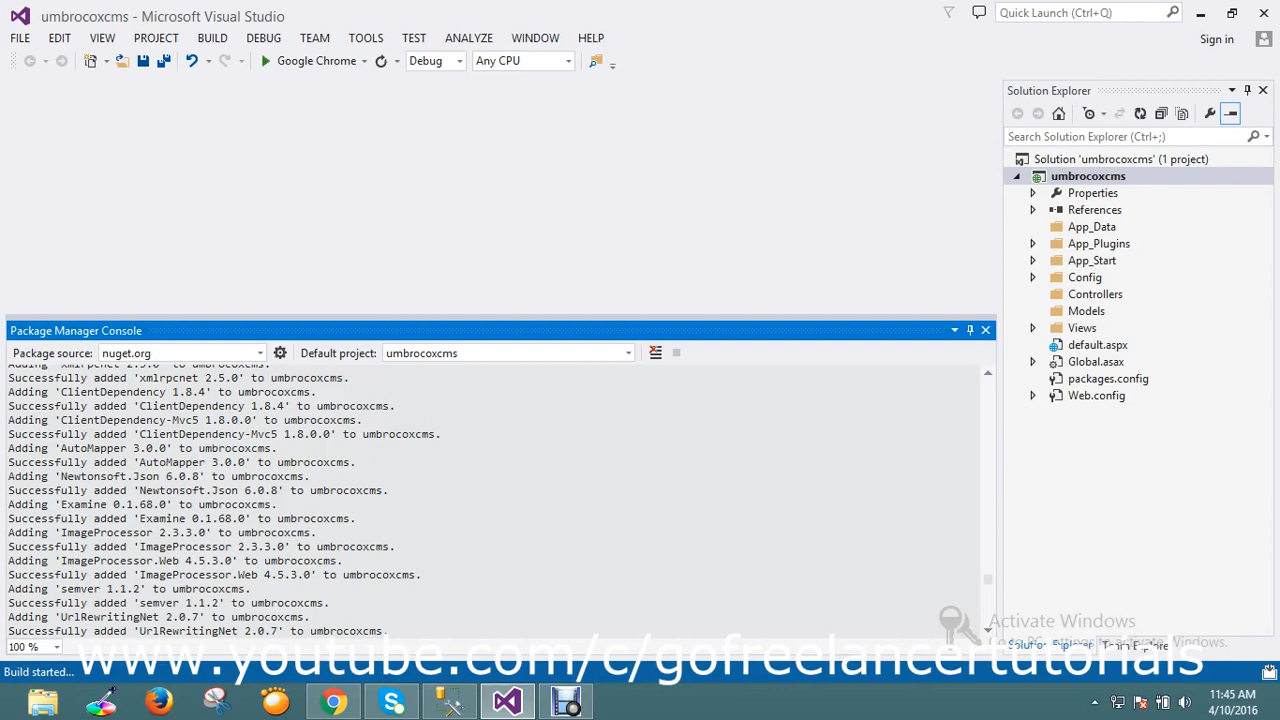 umbrocoxcms - Microsoft Visual Studio
Quick Launch (Ctrl+Q)
FILE EDIT VIEW PROJECT BUILD DEBUG TEAM TOOLS TEST ANALYZE WINDOW HELP
Sign in
Google Chrome Debug Any CPU
Solution Explorer
Search Solution Explorer (Ctrl+;)
Solution 'umbrocoxcms' (1 project)
umbrocoxcms
Properties
References
App_Data
App_Plugins
App_Start
Config
Controllers
Models
Views
default.aspx
Global.asax
packages.config
Web.config
Package Manager Console
Package source: nuget.org Default project: umbrocoxcms
Successfully added 'xmlrpcnet 2.5.0' to umbrocoxcms.
Adding 'ClientDependency 1.8.4' to umbrocoxcms.
Successfully added 'ClientDependency 1.8.4' to umbrocoxcms.
Adding 'ClientDependency-Mvc5 1.8.0.0' to umbrocoxcms.
Successfully added 'ClientDependency-Mvc5 1.8.0.0' to umbrocoxcms.
Adding 'AutoMapper 3.0.0' to umbrocoxcms.
Successfully added 'AutoMapper 3.0.0' to umbrocoxcms.
Adding 'Newtonsoft.Json 6.0.8' to umbrocoxcms.
Successfully added 'Newtonsoft.Json 6.0.8' to umbrocoxcms.
Adding 'Examine 0.1.68.0' to umbrocoxcms.
Successfully added 'Examine 0.1.68.0' to umbrocoxcms.
Adding 'ImageProcessor 2.3.3.0' to umbrocoxcms.
Successfully added 'ImageProcessor 2.3.3.0' to umbrocoxcms.
Adding 'ImageProcessor.Web 4.5.3.0' to umbrocoxcms.
Successfully added 'ImageProcessor.Web 4.5.3.0' to umbrocoxcms.
Adding 'semver 1.1.2' to umbrocoxcms.
Successfully added 'semver 1.1.2' to umbrocoxcms.
Adding 'UrlRewritingNet 2.0.7' to umbrocoxcms.
Successfully added 'UrlRewritingNet 2.0.7' to umbrocoxcms.
100 %
Activate Windows
Go to PC settings to activate Windows.
Solution Explorer Team Explorer
www.youtube.com/c/gofreelancertutorials
Build started...
11:45 AM
4/10/2016